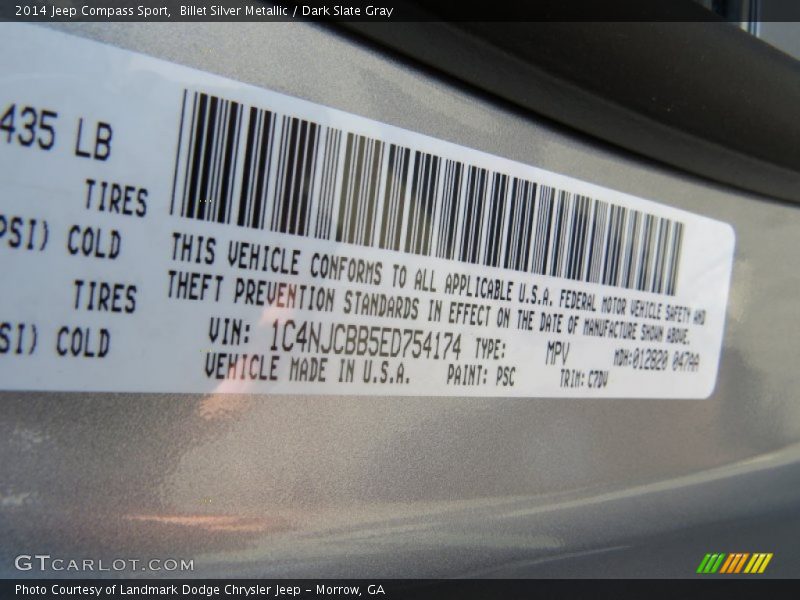 2014 Jeep Compass Sport, Billet Silver Metallic / Dark Slate Gray
435 LB
TIRES
PSI) COLD
TIRES
SI) COLD
THIS VEHICLE CONFORMS TO ALL APPLICABLE U.S.A. FEDERAL MOTOR VEHICLE SAFETY AND
THEFT PREVENTION STANDARDS IN EFFECT ON THE DATE OF MANUFACTURE SHOWN ABOVE.
VIN: 1C4NJCBB5ED754174 TYPE: MPV MDH:012820 047AA
VEHICLE MADE IN U.S.A. PAINT: PSC TRIM: C7DV
GTCARLOT.COM
Photo Courtesy of Landmark Dodge Chrysler Jeep - Morrow, GA